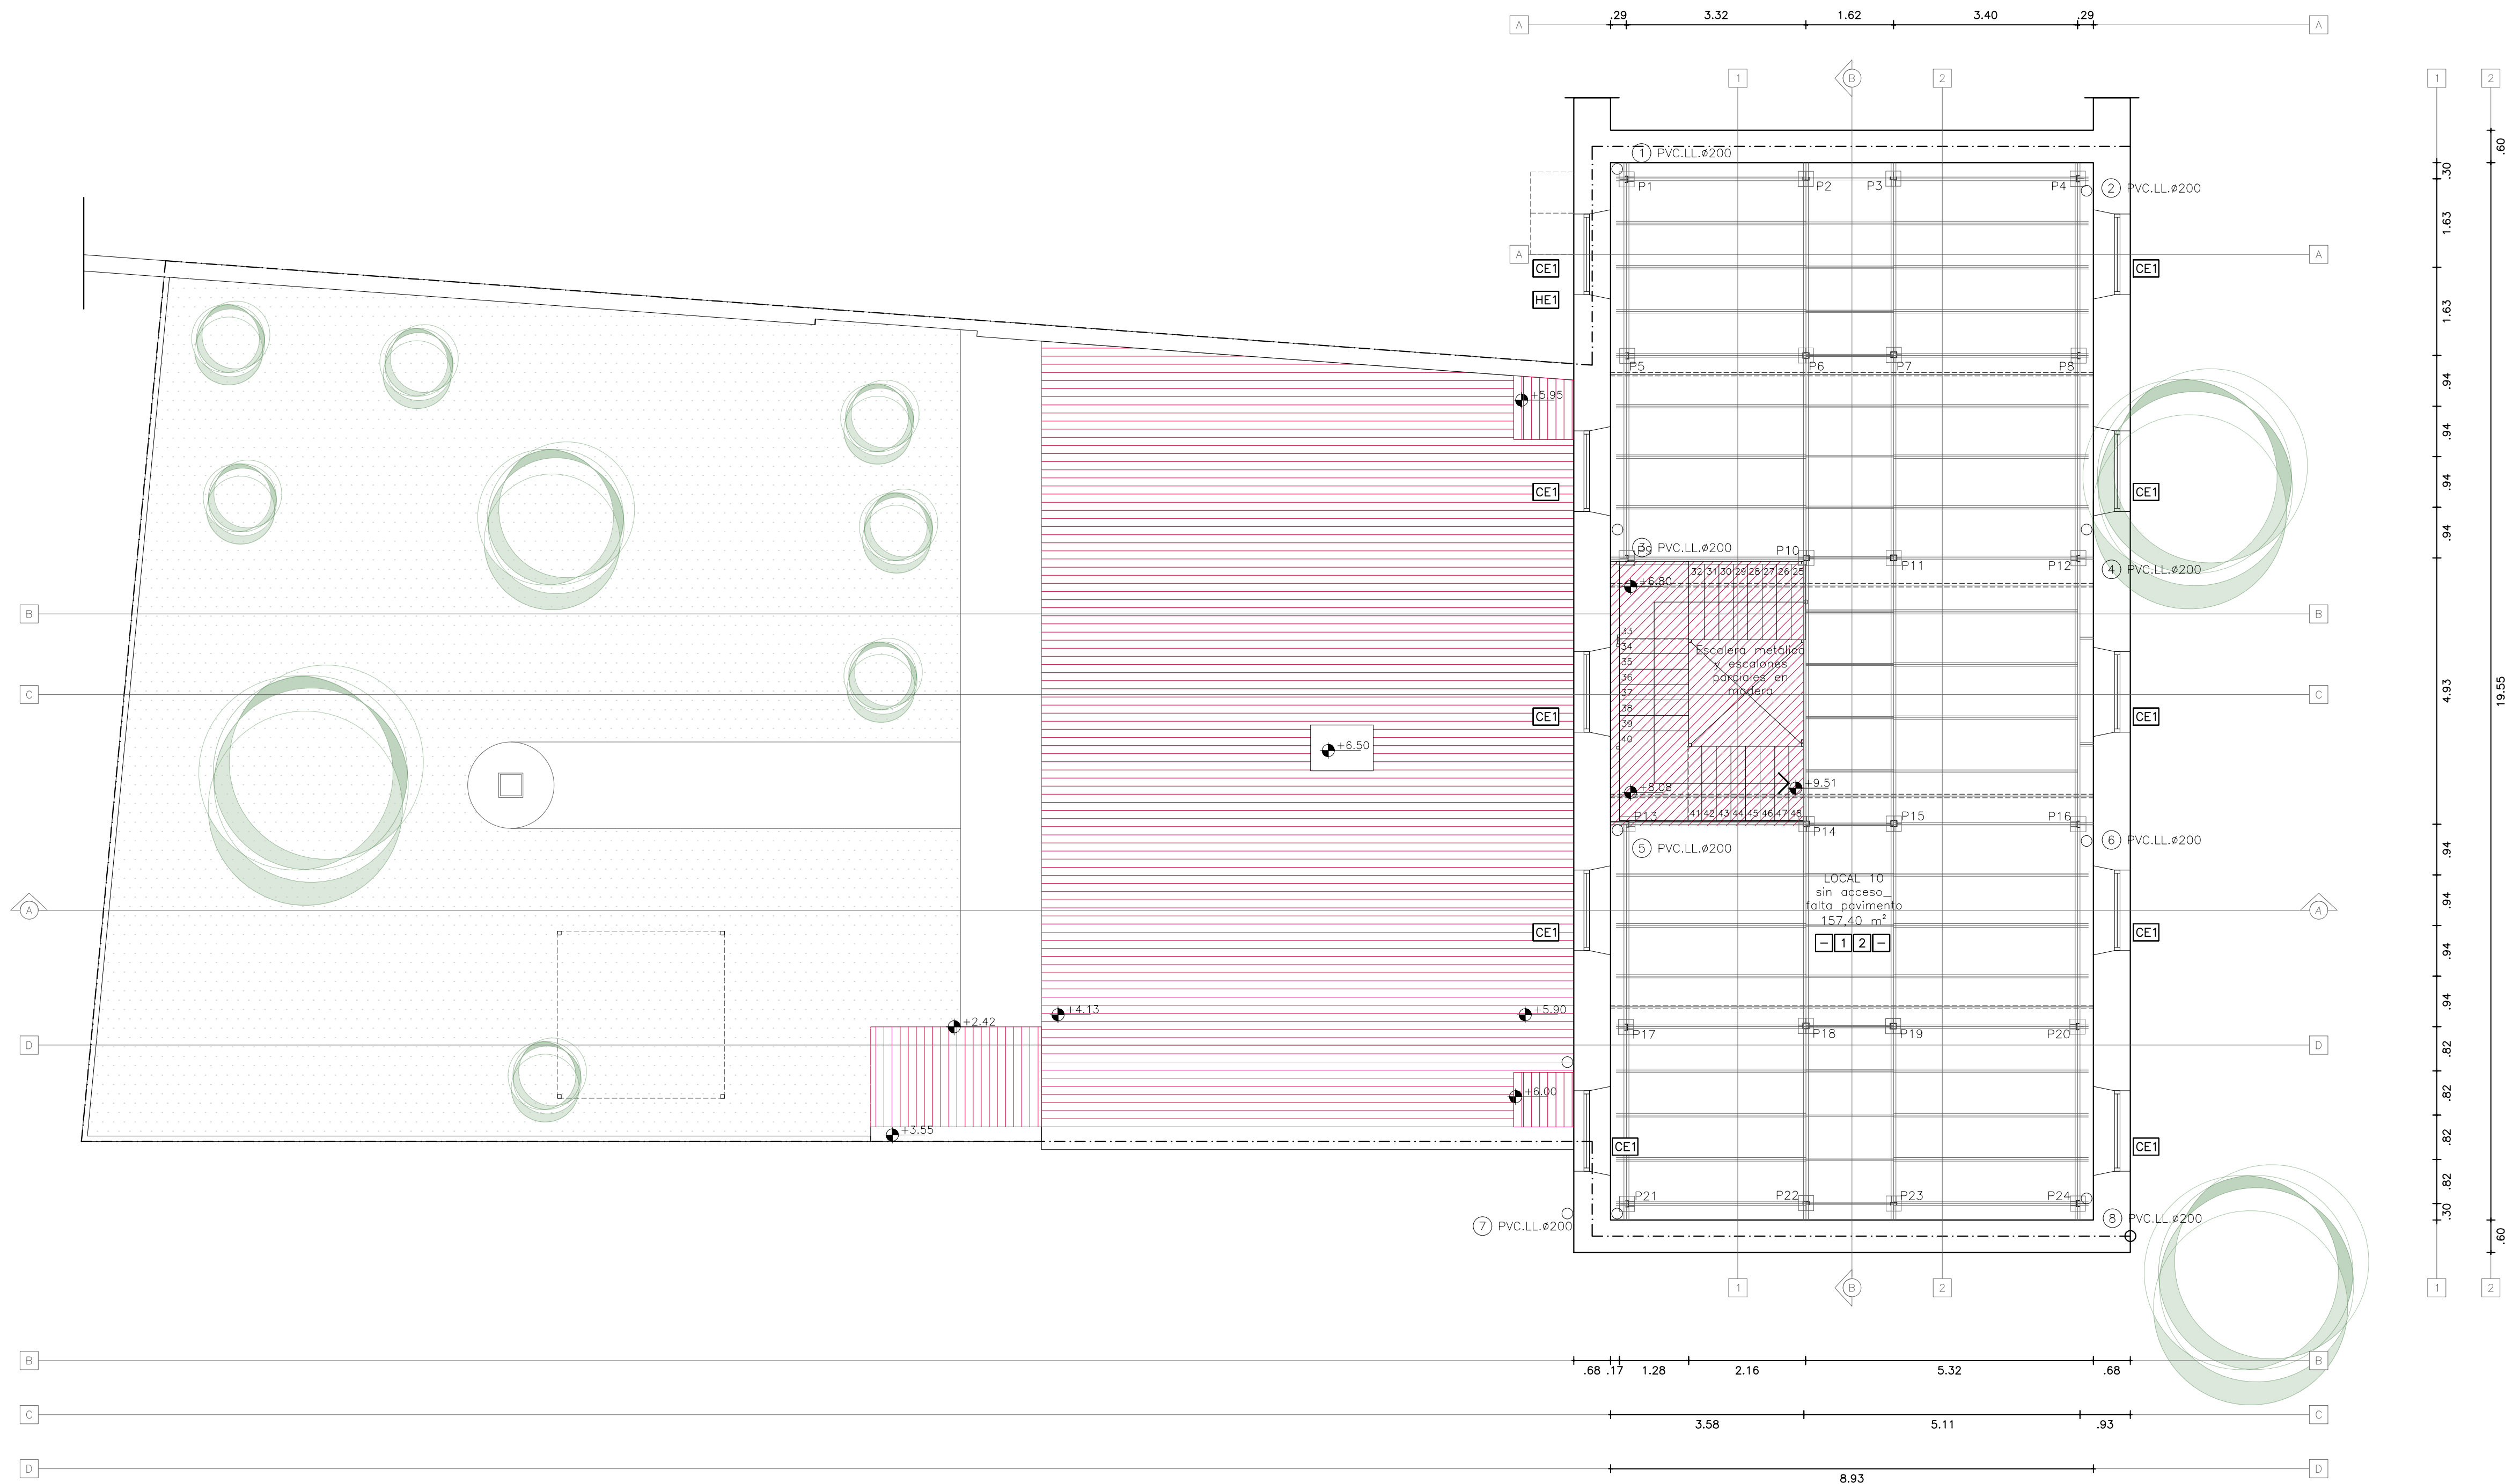 .29 3.32 1.62 3.40 .29
A A
1 B 2 1 2
1 PVC.LL.ø200
P1 P2 P3 P4
2 PVC.LL.ø200
.60
.30
1.63
A A
CE1 CE1
HE1
1.63
P5 P6 P7 P8
+5.95
.94
.94
CE1 CE1
.94
.94
3 PVC.LL.ø200
P9 P10 P11 P12
4 PVC.LL.ø200
32 31 30 29 28 27 26 25
+6.80
B B
33
34
35
36
37
38
39
40
Escalera metálica
y escalones
parciales en
madera
C C
4.93
19.55
CE1 CE1
+6.50
+8.08
+9.51
41 42 43 44 45 46 47 48
P13 P14 P15 P16
5 PVC.LL.ø200
6 PVC.LL.ø200
.94
LOCAL 10
sin acceso_
falta pavimento
157,40 m²
- 1 2 -
.94
A A
CE1 CE1
.94
.94
+2.42
+4.13
+5.90
P17 P18 P19 P20
D D
.82
.82
+6.00
+3.55
CE1 CE1
.82
.82
P21 P22 P23 P24
.30
7 PVC.LL.ø200
8 PVC.LL.ø200
.60
1 B 2 1 2
B B
.68 .17 1.28 2.16 5.32 .68
C C
3.58 5.11 .93
D D
8.93